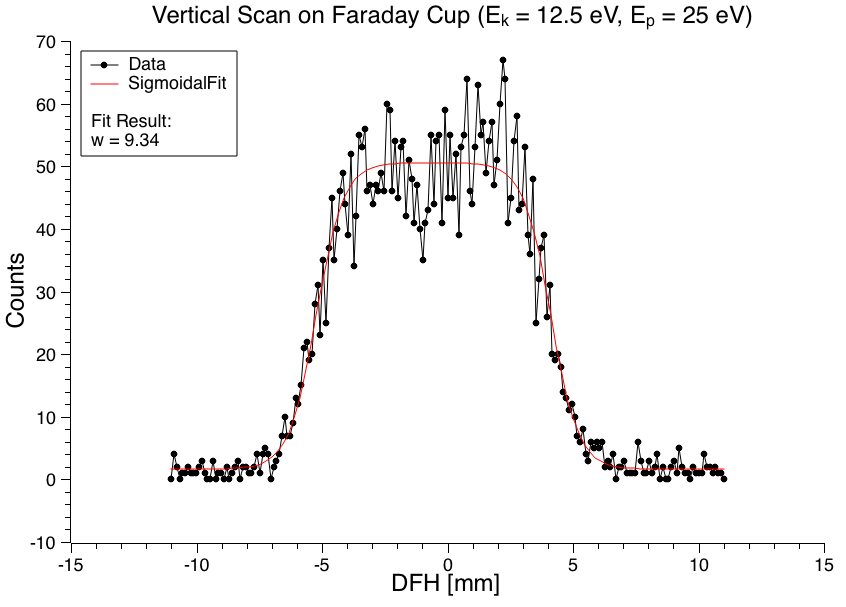 Vertical Scan on Faraday Cup (Ek = 12.5 eV, Ep = 25 eV)
Data
SigmoidalFit
Fit Result:
w = 9.34
Counts
70
60
50
40
30
20
10
0
-10
-15
-10
-5
0
5
10
15
DFH [mm]